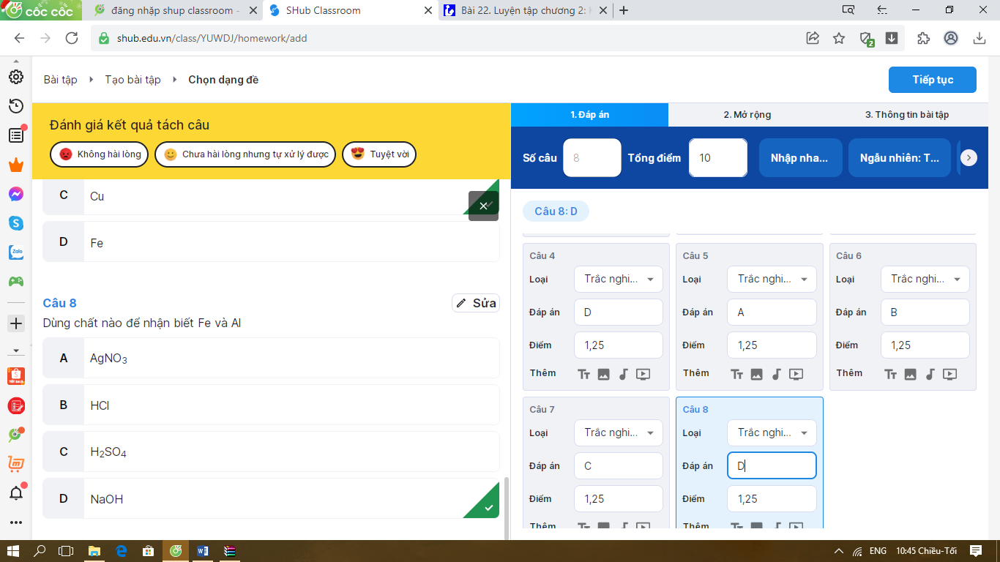 cốc cốc
đăng nhập shup classroom -
SHub Classroom
Bài 22. Luyện tập chương 2:
shub.edu.vn/class/YUWDJ/homework/add
2
Bài tập
Tạo bài tập
Chọn dạng đề
Tiếp tục
Đánh giá kết quả tách câu
Không hài lòng
Chưa hài lòng nhưng tự xử lý được
Tuyệt vời
C
Cu
D
Fe
Câu 8
Sửa
Dùng chất nào để nhận biết Fe và Al
A
AgNO₃
B
HCl
C
H₂SO₄
D
NaOH
1. Đáp án
2. Mở rộng
3. Thông tin bài tập
Số câu
8
Tổng điểm
10
Nhập nha...
Ngẫu nhiên: T...
Câu 8: D
Câu 4
Loại
Trắc nghi...
Đáp án
D
Điểm
1,25
Thêm
Câu 5
Loại
Trắc nghi...
Đáp án
A
Điểm
1,25
Thêm
Câu 6
Loại
Trắc nghi...
Đáp án
B
Điểm
1,25
Thêm
Câu 7
Loại
Trắc nghi...
Đáp án
C
Điểm
1,25
Thêm
Câu 8
Loại
Trắc nghi...
Đáp án
D
Điểm
1,25
Thêm
Zalo
ENG
10:45 Chiều-Tối